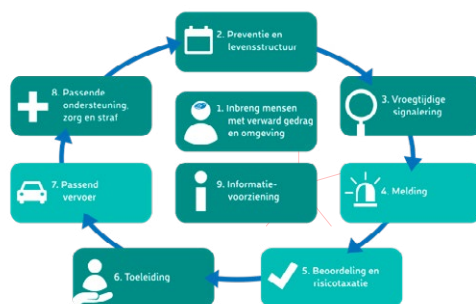 2. Preventie en
levensstructuur
8. Passende
ondersteuning,
zorg en straf
1. Inbreng mensen
met verward gedrag
en omgeving
3. Vroegtijdige
signalering
7. Passend
vervoer
9. Informatie-
voorziening
4. Melding
6. Toeleiding
5. Beoordeling en
risicotaxatie